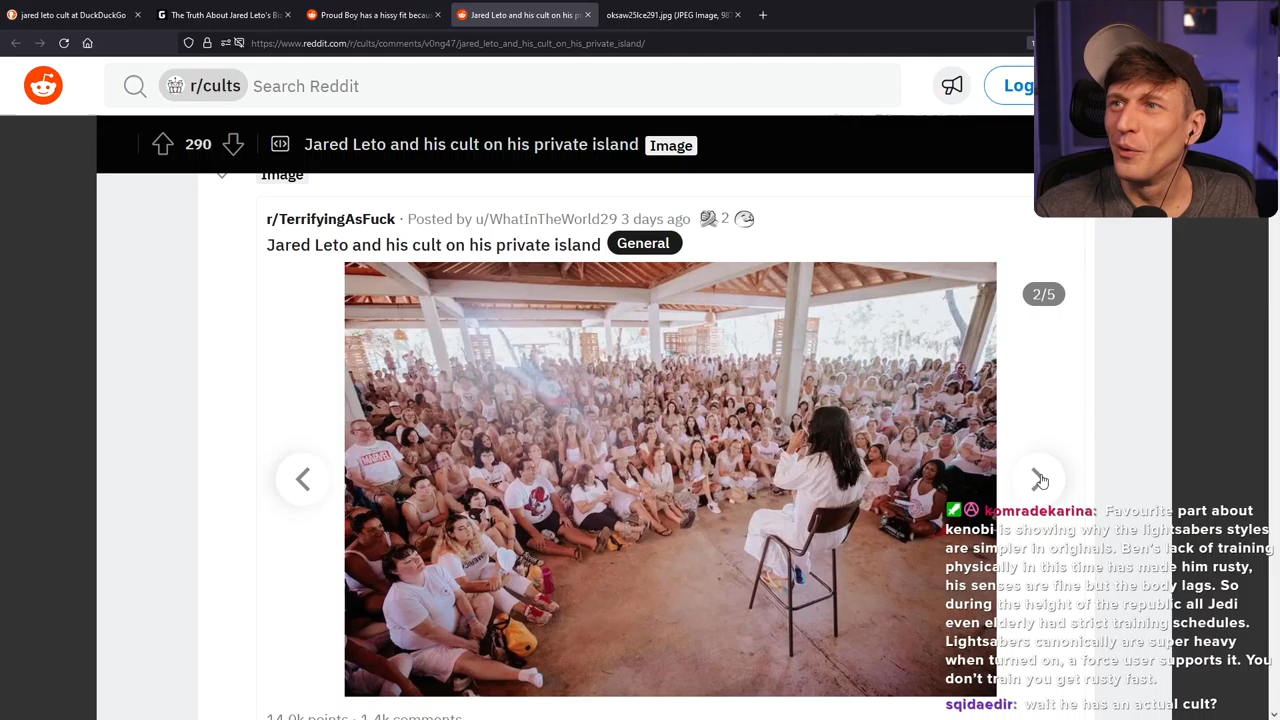 jared leto cult at DuckDuckGo
The Truth About Jared Leto's B
Proud Boy has a hissy fit becau
Jared Leto and his cult on his p
oksaw25lce291.jpg (JPEG Image, 98
https://www.reddit.com/r/cults/comments/v0ng47/jared_leto_and_his_cult_on_his_private_island/
r/cults Search Reddit
Log
290 Jared Leto and his cult on his private island Image
Image
r/TerrifyingAsFuck · Posted by u/WhatInTheWorld29 3 days ago 2
Jared Leto and his cult on his private island General
2/5
MARVEL
komradekarina: Favourite part about
kenobi is showing why the lightsabers styles
are simpler in originals. Ben's lack of training
physically in this time has made him rusty,
his senses are fine but the body lags. So
during the height of the republic all Jedi
even elderly had strict training schedules.
Lightsabers canonically are super heavy
when turned on, a force user supports it. You
don't train you get rusty fast.
sqidaedir: wait he has an actual cult?
14.0k points · 1.4k comments